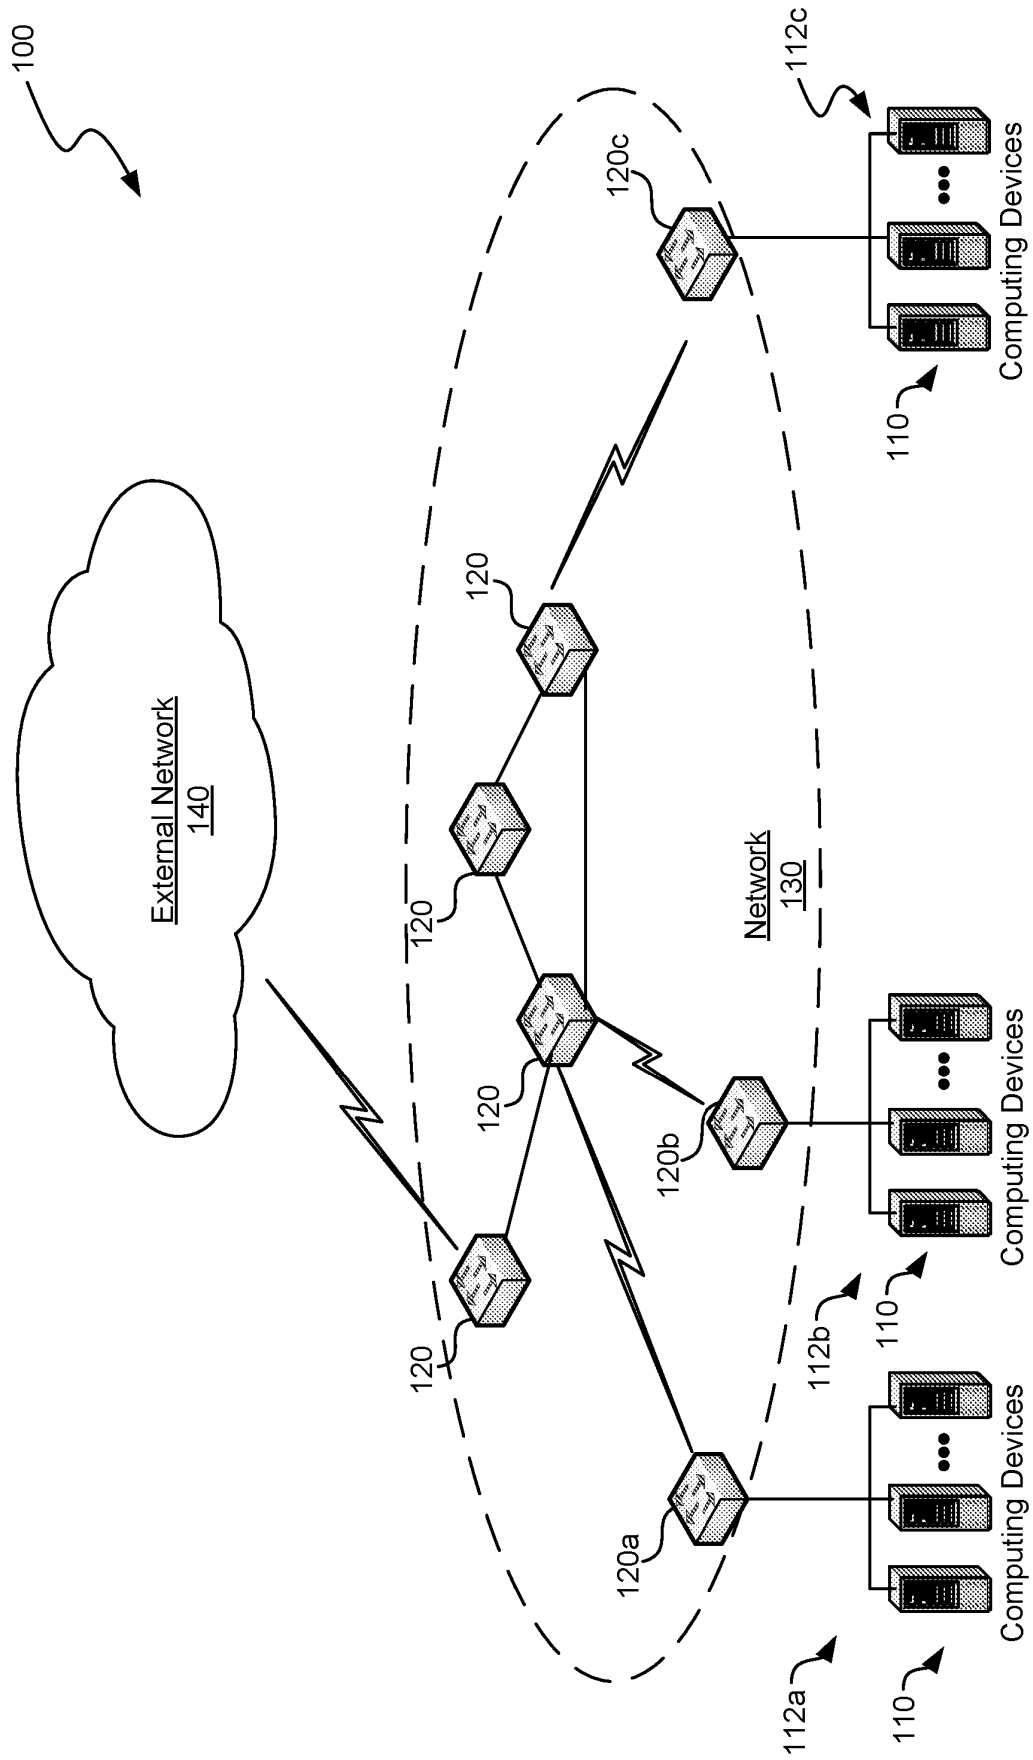 100
External Network
140
120
120
120
120
120c
120a
120b
Network
130
112c
112a
112b
110
110
110
Computing Devices
Computing Devices
Computing Devices